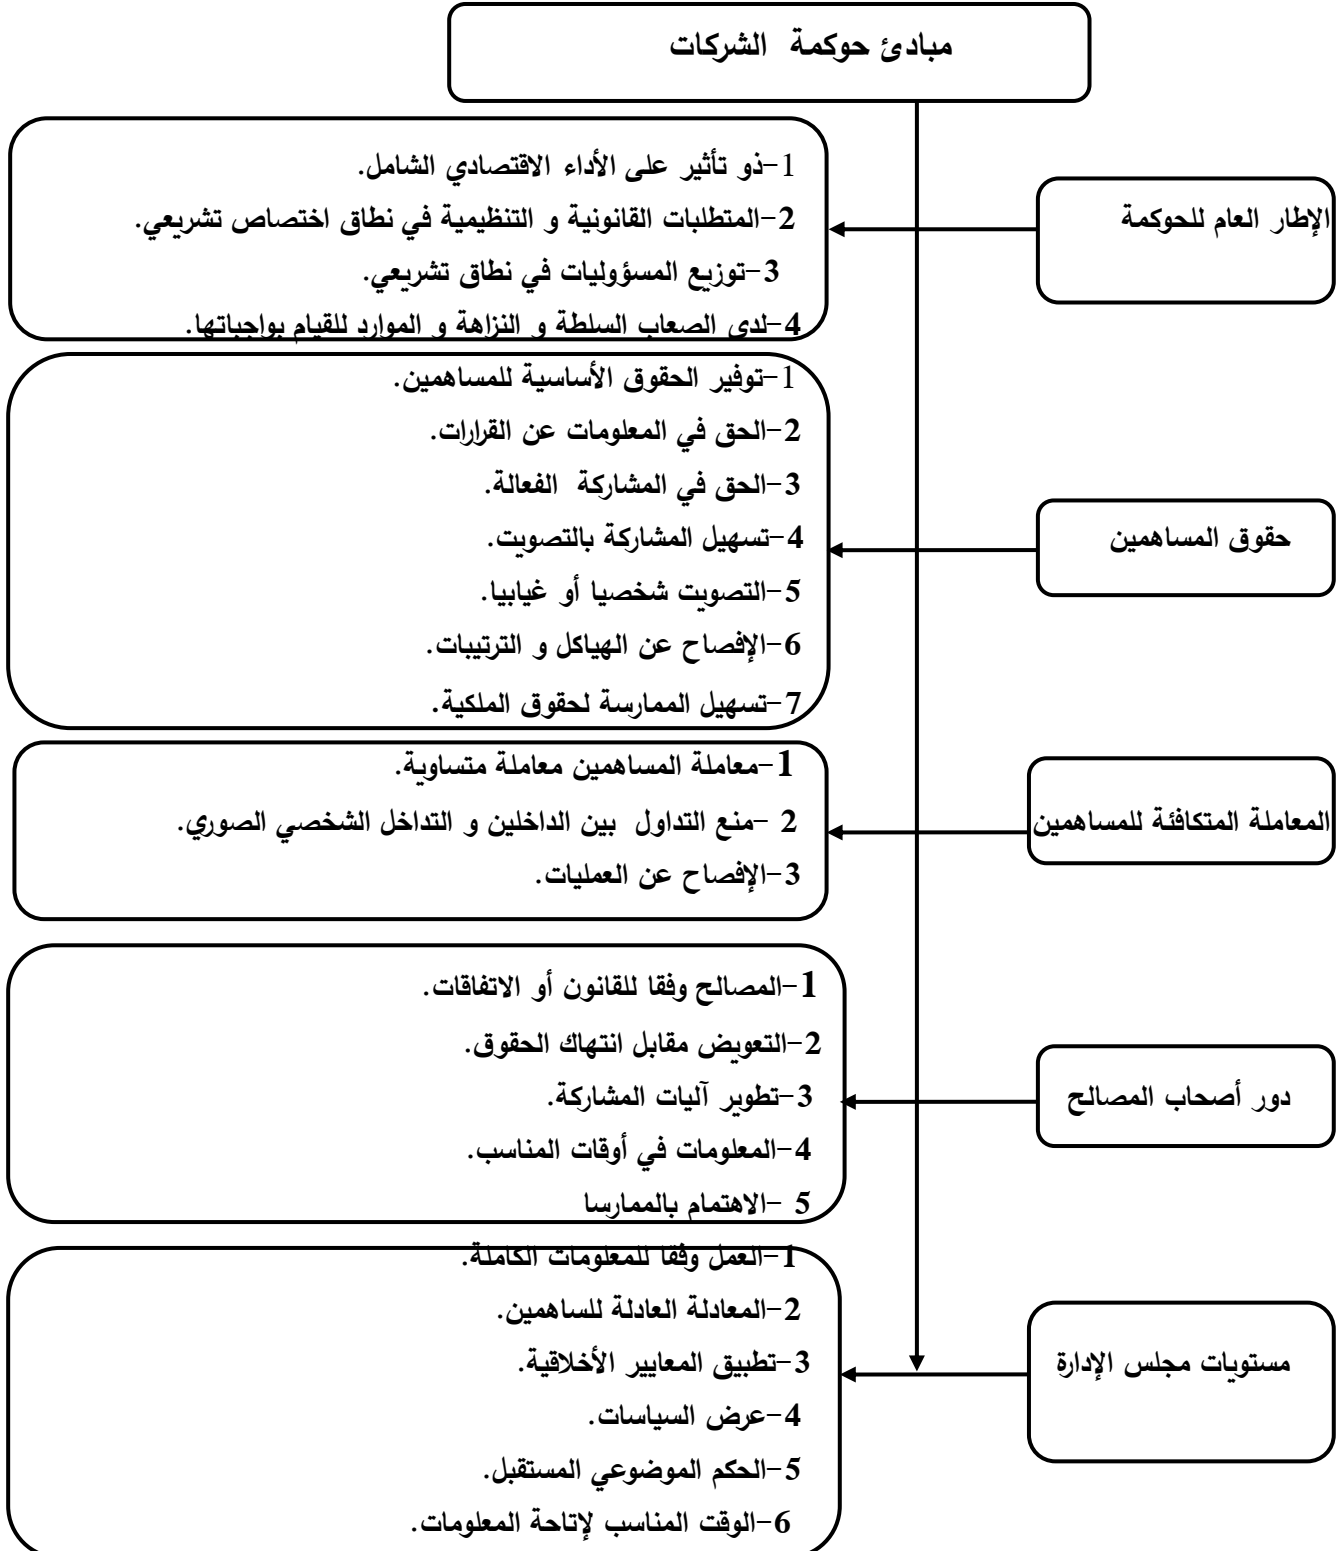 مبادئ حوكمة الشركات
الإطار العام للحوكمة
1-ذو تأثير على الأداء الاقتصادي الشامل.
2-المتطلبات القانونية و التنظيمية في نطاق اختصاص تشريعي.
3-توزيع المسؤوليات في نطاق تشريعي.
4-لدى الصعاب السلطة و النزاهة و الموارد للقيام بواجباتها.
حقوق المساهمين
1-توفير الحقوق الأساسية للمساهمين.
2-الحق في المعلومات عن القرارات.
3-الحق في المشاركة الفعالة.
4-تسهيل المشاركة بالتصويت.
5-التصويت شخصيا أو غيابيا.
6-الإفصاح عن الهياكل و الترتيبات.
7-تسهيل الممارسة لحقوق الملكية.
المعاملة المتكافئة للمساهمين
1-معاملة المساهمين معاملة متساوية.
2 -منع التداول بين الداخلين و التداخل الشخصي الصوري.
3-الإفصاح عن العمليات.
دور أصحاب المصالح
1-المصالح وفقا للقانون أو الاتفاقات.
2-التعويض مقابل انتهاك الحقوق.
3-تطوير آليات المشاركة.
4-المعلومات في أوقات المناسب.
5 -الاهتمام بالممارسا
مستويات مجلس الإدارة
1-العمل وفقا للمعلومات الكاملة.
2-المعادلة العادلة للساهمين.
3-تطبيق المعايير الأخلاقية.
4-عرض السياسات.
5-الحكم الموضوعي المستقبل.
6-الوقت المناسب لإتاحة المعلومات.